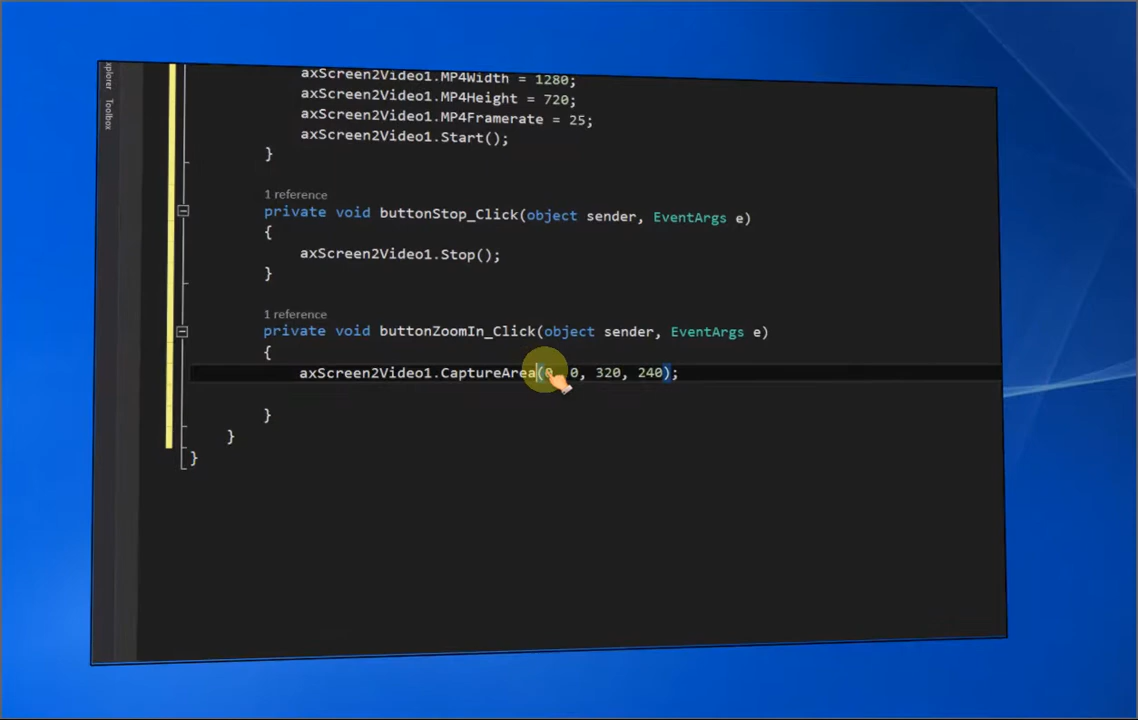 xplorer
Toolbox
axScreen2Video1.MP4Width = 1280;
axScreen2Video1.MP4Height = 720;
axScreen2Video1.MP4Framerate = 25;
axScreen2Video1.Start();
}
1 reference
private void buttonStop_Click(object sender, EventArgs e)
{
axScreen2Video1.Stop();
}
1 reference
private void buttonZoomIn_Click(object sender, EventArgs e)
{
axScreen2Video1.CaptureArea(0, 0, 320, 240);
}
}
}